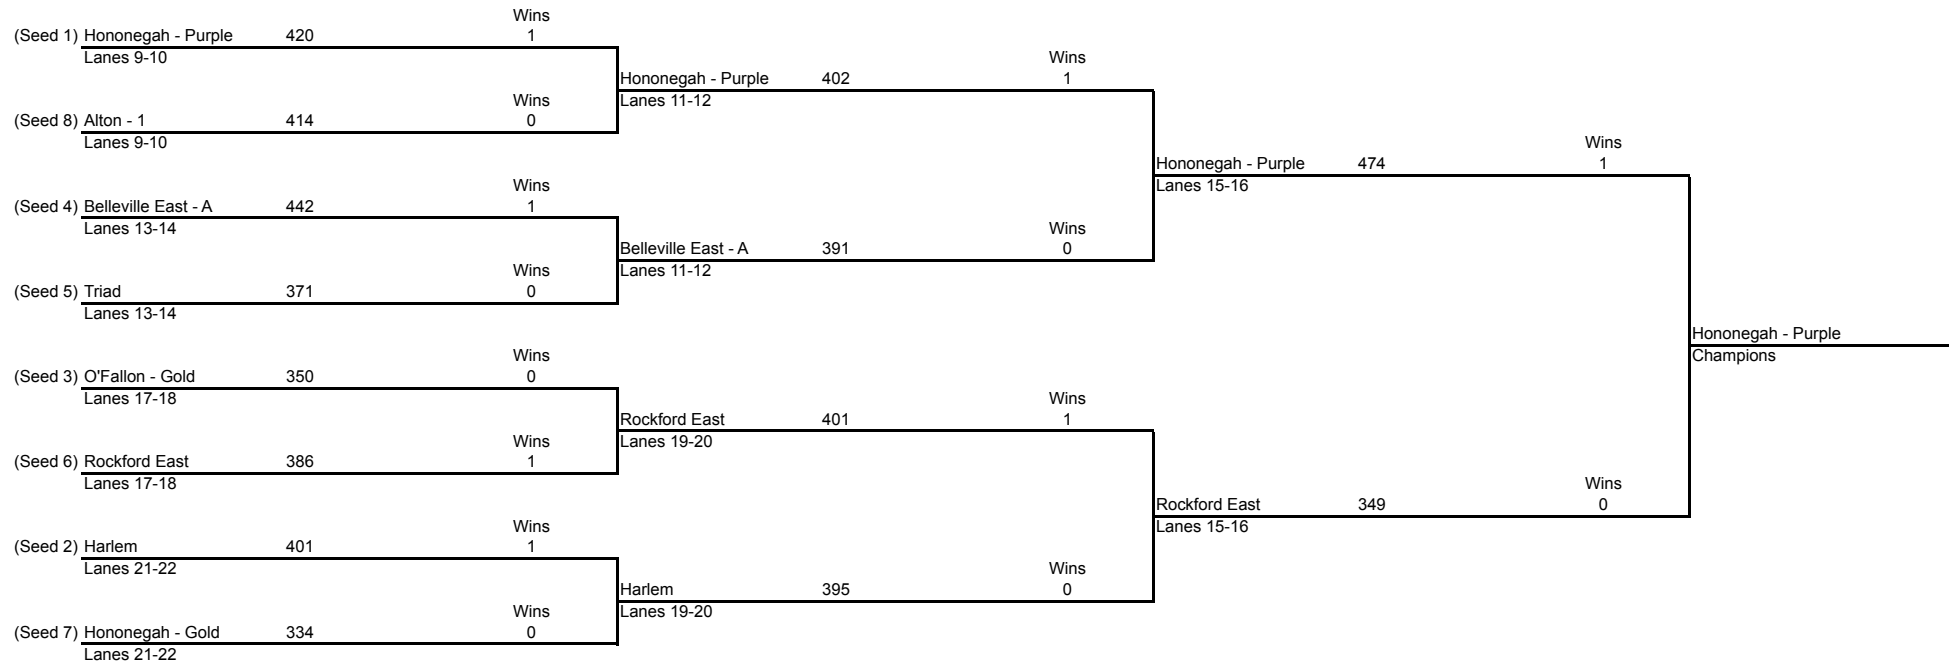 Wins
(Seed 1) Hononegah - Purple 420 1
Lanes 9-10
Wins
Hononegah - Purple 402 1
Lanes 11-12
Wins
(Seed 8) Alton - 1 414 0
Lanes 9-10
Wins
Hononegah - Purple 474 1
Lanes 15-16
Wins
(Seed 4) Belleville East - A 442 1
Lanes 13-14
Wins
Belleville East - A 391 0
Lanes 11-12
Wins
(Seed 5) Triad 371 0
Lanes 13-14
Hononegah - Purple
Champions
Wins
(Seed 3) O'Fallon - Gold 350 0
Lanes 17-18
Wins
Rockford East 401 1
Lanes 19-20
Wins
(Seed 6) Rockford East 386 1
Lanes 17-18
Wins
Rockford East 349 0
Lanes 15-16
Wins
(Seed 2) Harlem 401 1
Lanes 21-22
Wins
Harlem 395 0
Lanes 19-20
Wins
(Seed 7) Hononegah - Gold 334 0
Lanes 21-22